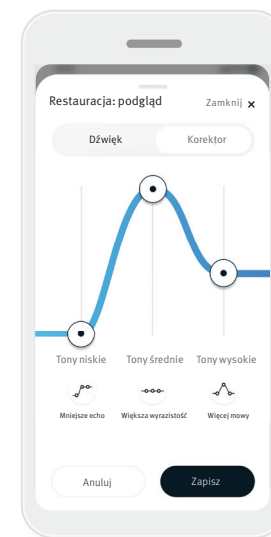 Restauracja: podgląd
Zamknij ×
Dźwięk Korektor
Tony niskie Tony średnie Tony wysokie
Mniejsze echo Większa wyrazistość Więcej mowy
Anuluj Zapisz